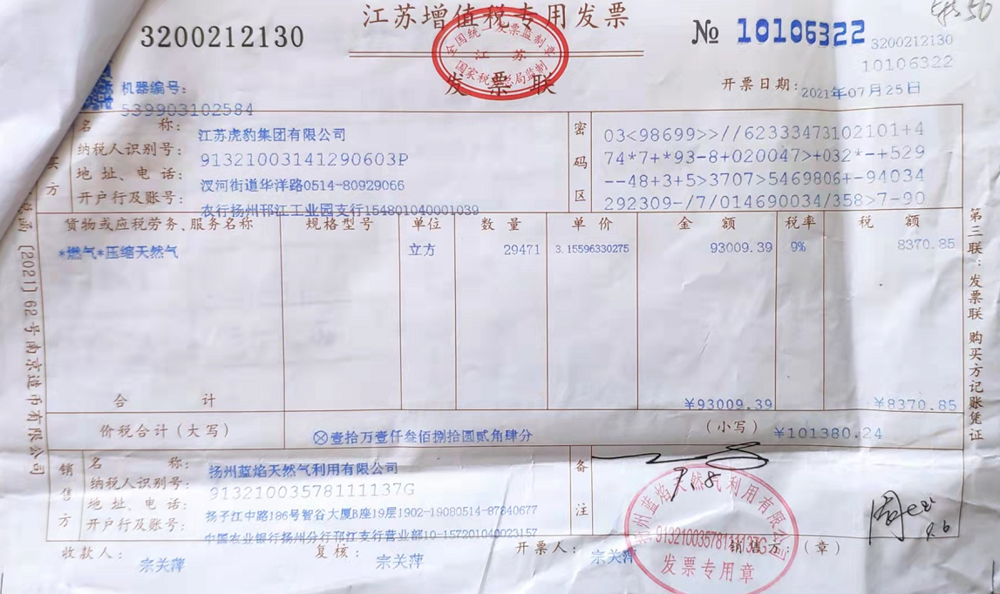 江苏增值税专用发票
3200212130
№ 10106322
3200212130
10106322
全国统一发票监制章
江 苏
国家税务总局监制
发 票 联
机器编号:
539903102584
开票日期: 2021年07月25日
买 方
名 称: 江苏虎豹集团有限公司
纳税人识别号: 91321003141290603P
地 址、电 话: 汊河街道华洋路0514-80929066
开户行及账号: 农行扬州邗江工业园支行154801040001039
密 码 区
03<98699>>//62333473102101+4
74*7+*93-8+020047>+032*-+529
--48+3+5>3707>5469806+-94034
292309-/7/014690034/358>7-90
货物或应税劳务、服务名称 规格型号 单位 数 量 单 价 金 额 税率 税 额
*燃气*压缩天然气 立方 29471 3.15596330275 93009.39 9% 8370.85
合 计 ¥93009.39 ¥8370.85
价税合计(大写) ⓧ壹拾万壹仟叁佰捌拾圆贰角肆分 (小写) ¥101380.24
销 售 方
名 称: 扬州蓝焰天然气利用有限公司
纳税人识别号: 91321003578111137G
地 址、电 话: 扬子江中路186号智谷大厦B座19层1902-19080514-87840677
开户行及账号: 中国农业银行扬州分行邗江支行营业部10-157201040023157
备 注
收款人: 宗关萍 复核: 宗关萍 开票人: 宗关萍 销售方:(章)
扬州蓝焰天然气利用有限公司
91321003578111137G
发票专用章
函[2021]62号南京造币有限公司
第三联:发票联 购买方记账凭证